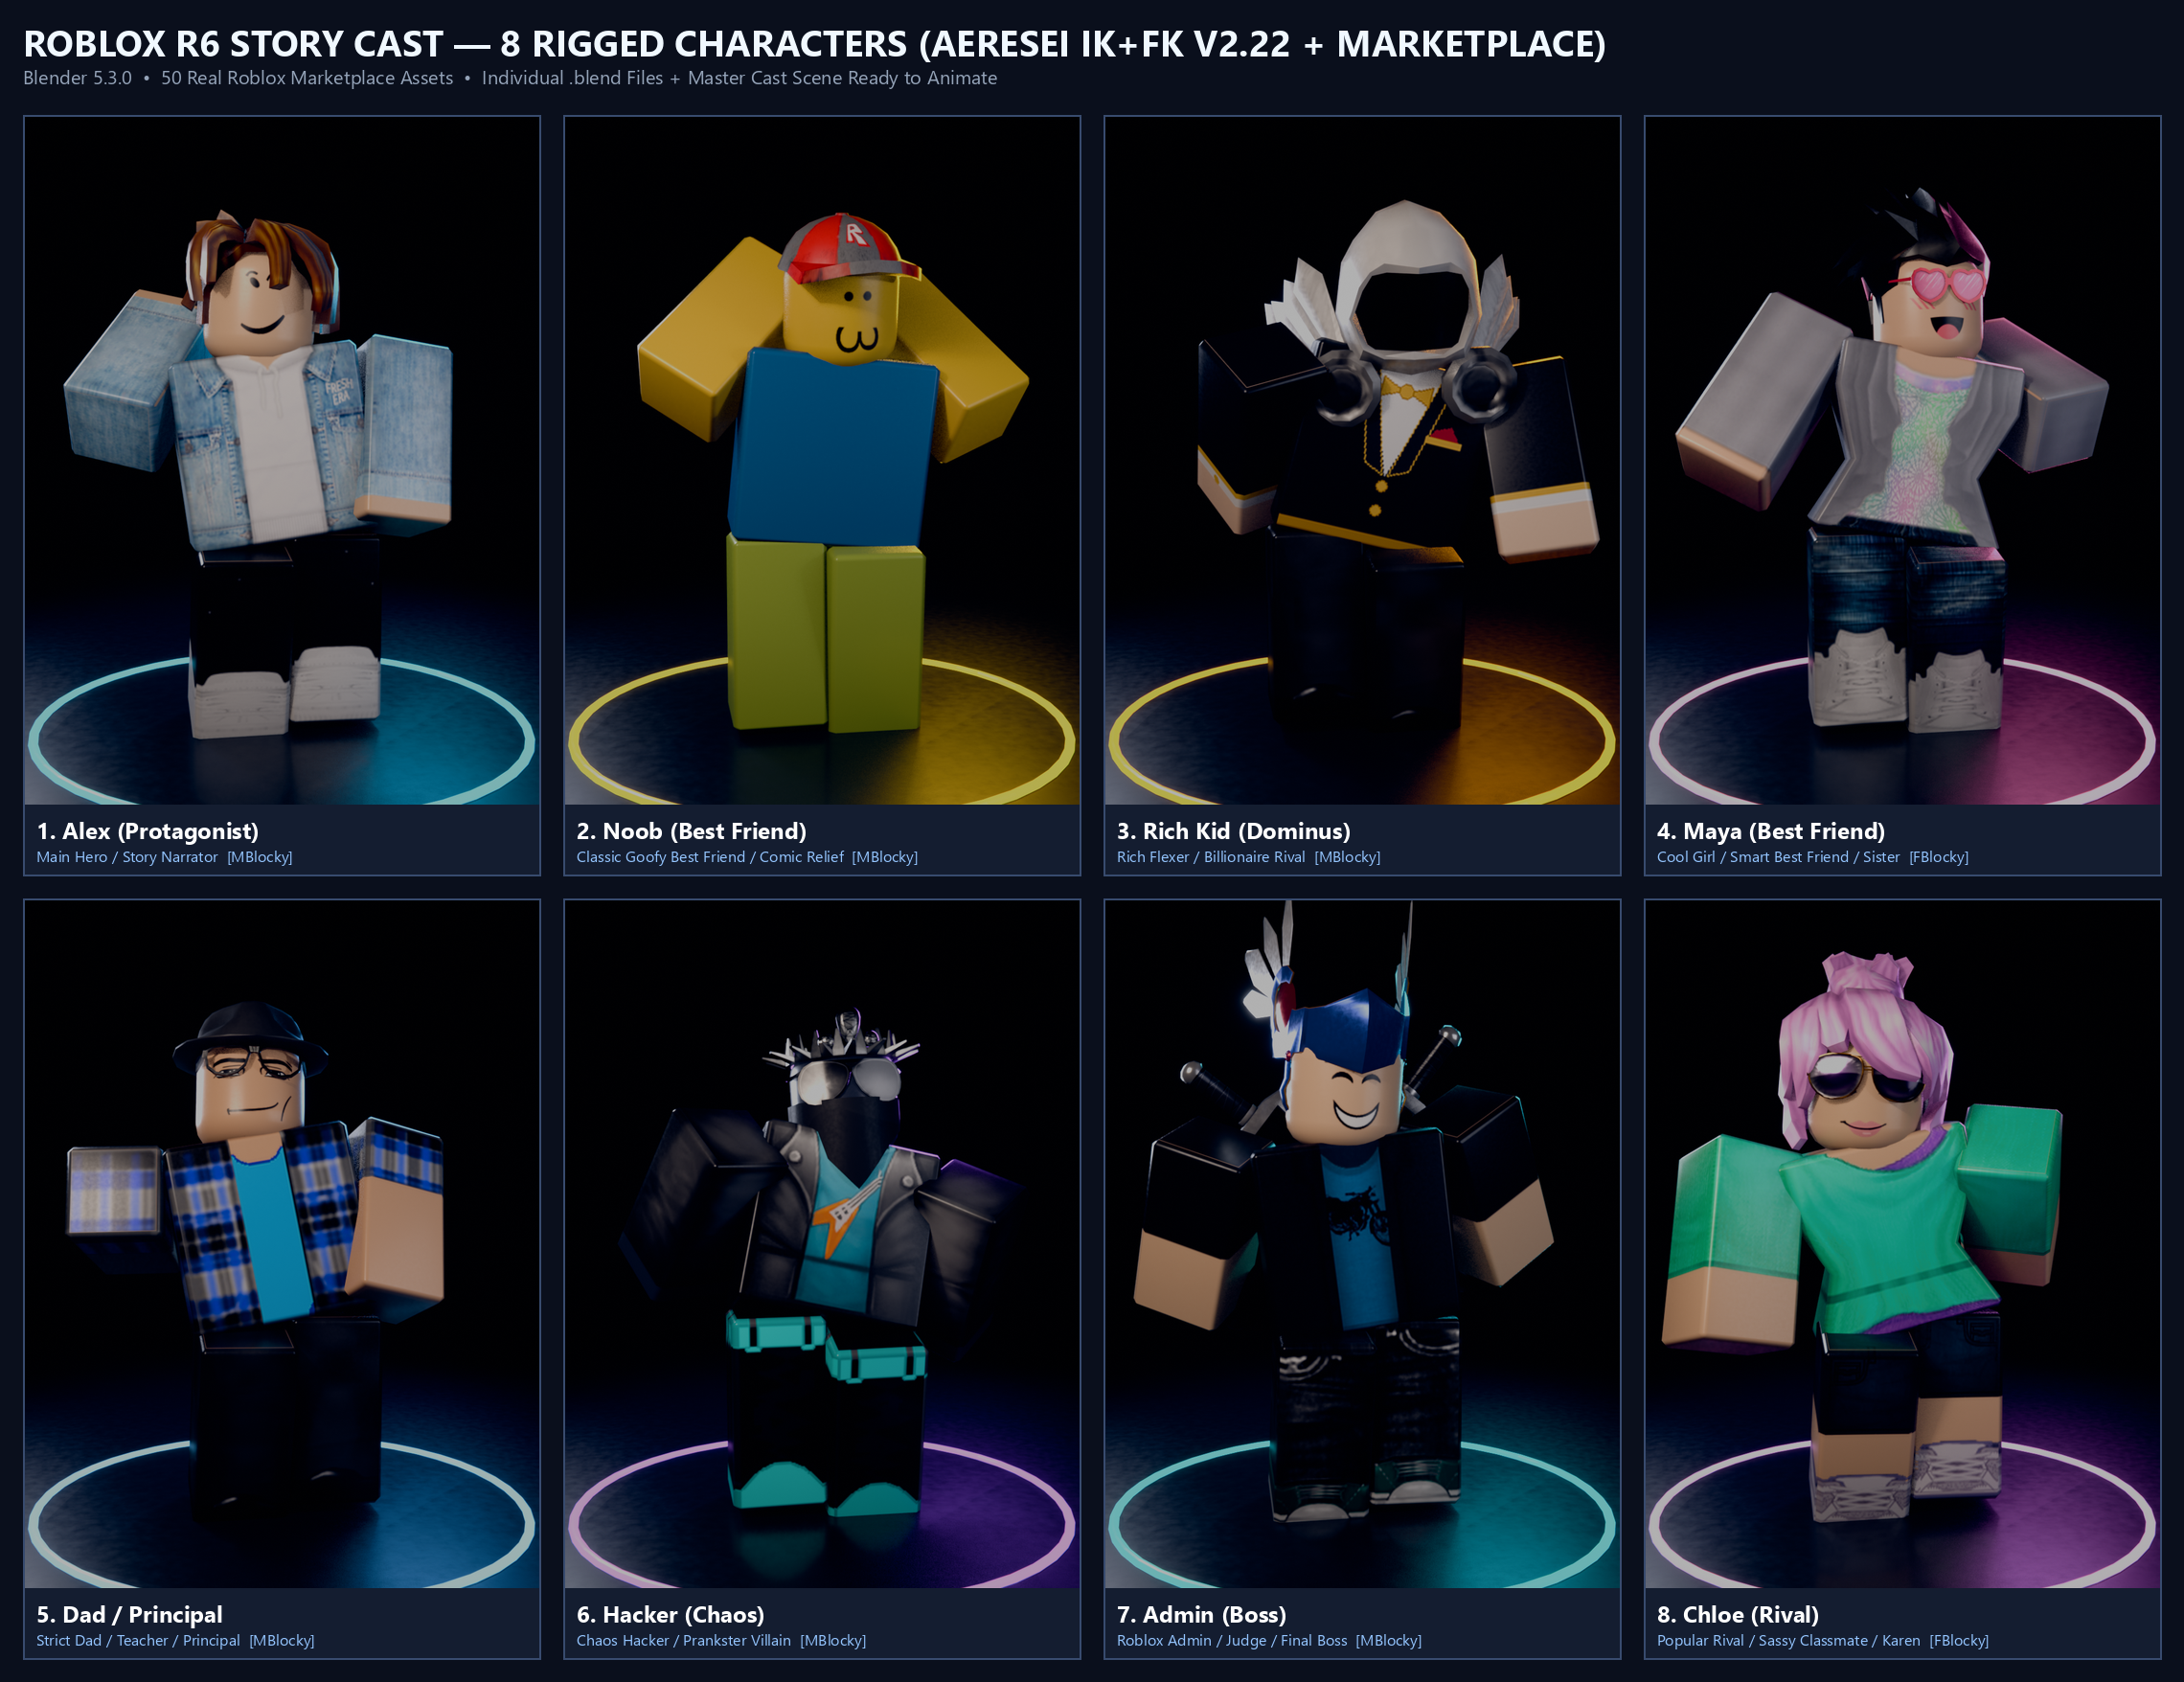 ROBLOX R6 STORY CAST — 8 RIGGED CHARACTERS (AERESEI IK+FK V2.22 + MARKETPLACE)
Blender 5.3.0 • 50 Real Roblox Marketplace Assets • Individual .blend Files + Master Cast Scene Ready to Animate
R
FRESH
ERA
1. Alex (Protagonist)
Main Hero / Story Narrator [MBlocky]
2. Noob (Best Friend)
Classic Goofy Best Friend / Comic Relief [MBlocky]
3. Rich Kid (Dominus)
Rich Flexer / Billionaire Rival [MBlocky]
4. Maya (Best Friend)
Cool Girl / Smart Best Friend / Sister [FBlocky]
5. Dad / Principal
Strict Dad / Teacher / Principal [MBlocky]
6. Hacker (Chaos)
Chaos Hacker / Prankster Villain [MBlocky]
7. Admin (Boss)
Roblox Admin / Judge / Final Boss [MBlocky]
8. Chloe (Rival)
Popular Rival / Sassy Classmate / Karen [FBlocky]